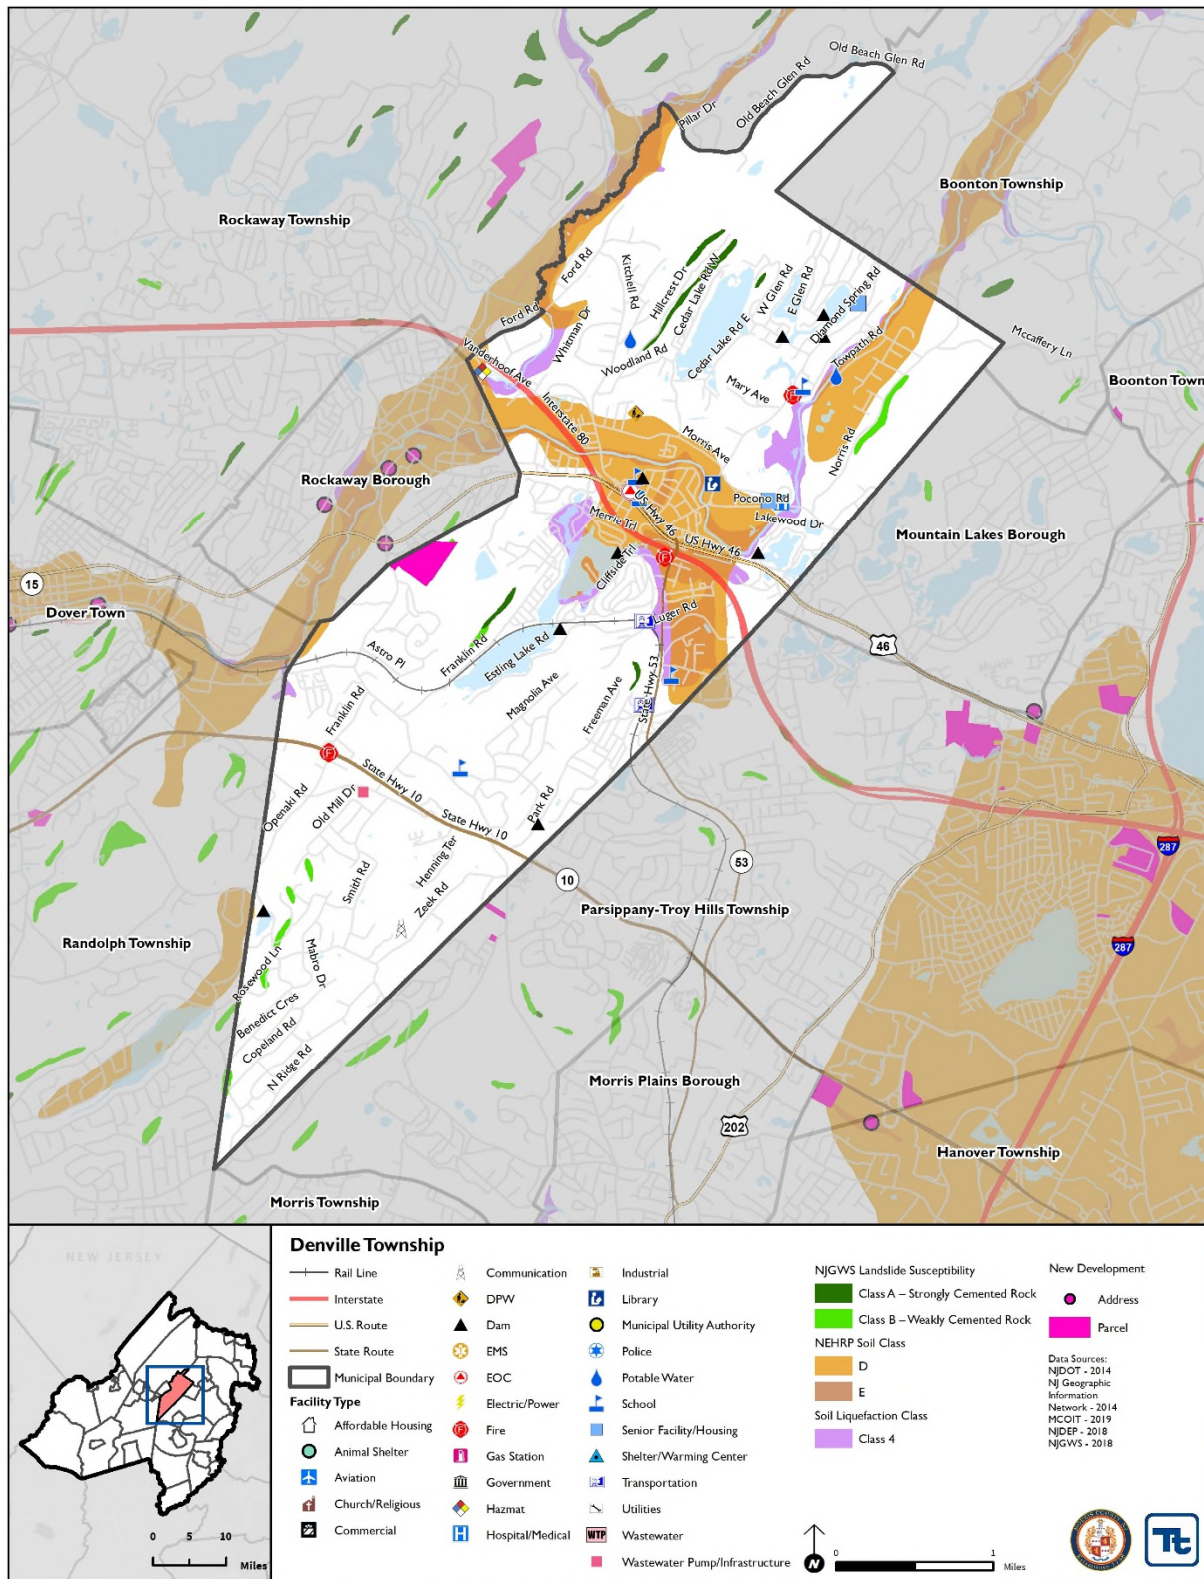 Old Beach Glen Rd
Old Beach Glen Rd
Pillar Dr
Boonton Township
Rockaway Township
Ford Rd
Kitchell Rd
Hillcrest Dr
Cedar Lake Rd W
W Glen Rd
E Glen Rd
Diamond Spring Rd
Ford Rd
Whitman Dr
Cedar Lake Rd E
Woodland Rd
Towpath Rd
Mccaffery Ln
Vanderhoof Ave
Mary Ave
Boonton Town
Interstate 80
Morris Ave
Norris Rd
Rockaway Borough
US Hwy 46
Pocono Rd
Merrie Trl
Lakewood Dr
US Hwy 46
Mountain Lakes Borough
Cliffside Trl
15
Dover Town
Luger Rd
46
Astro Pl
Franklin Rd
Estling Lake Rd
Magnolia Ave
Freeman Ave
State Hwy 53
Franklin Rd
State Hwy 10
Openaki Rd
Old Mill Dr
State Hwy 10
Park Rd
Henning Ter
287
53
10
Smith Rd
Zeek Rd
Parsippany-Troy Hills Township
Randolph Township
287
Rosewood Ln
Mabro Dr
Benedict Cres
Copeland Rd
N Ridge Rd
Morris Plains Borough
202
Hanover Township
Morris Township
NEW JERSEY
0 5 10
Miles
Denville Township
Rail Line
Interstate
U.S. Route
State Route
Municipal Boundary
Facility Type
Affordable Housing
Animal Shelter
Aviation
Church/Religious
Commercial
Communication
DPW
Dam
EMS
EOC
Electric/Power
Fire
Gas Station
Government
Hazmat
Hospital/Medical
Industrial
Library
Municipal Utility Authority
Police
Potable Water
School
Senior Facility/Housing
Shelter/Warming Center
Transportation
Utilities
WTP Wastewater
Wastewater Pump/Infrastructure
NJGWS Landslide Susceptibility
Class A – Strongly Cemented Rock
Class B – Weakly Cemented Rock
NEHRP Soil Class
D
E
Soil Liquefaction Class
Class 4
New Development
Address
Parcel
Data Sources:
NJDOT - 2014
NJ Geographic
Information
Network - 2014
MCOIT - 2019
NJDEP - 2018
NJGWS - 2018
N
0 1
Miles
Tt